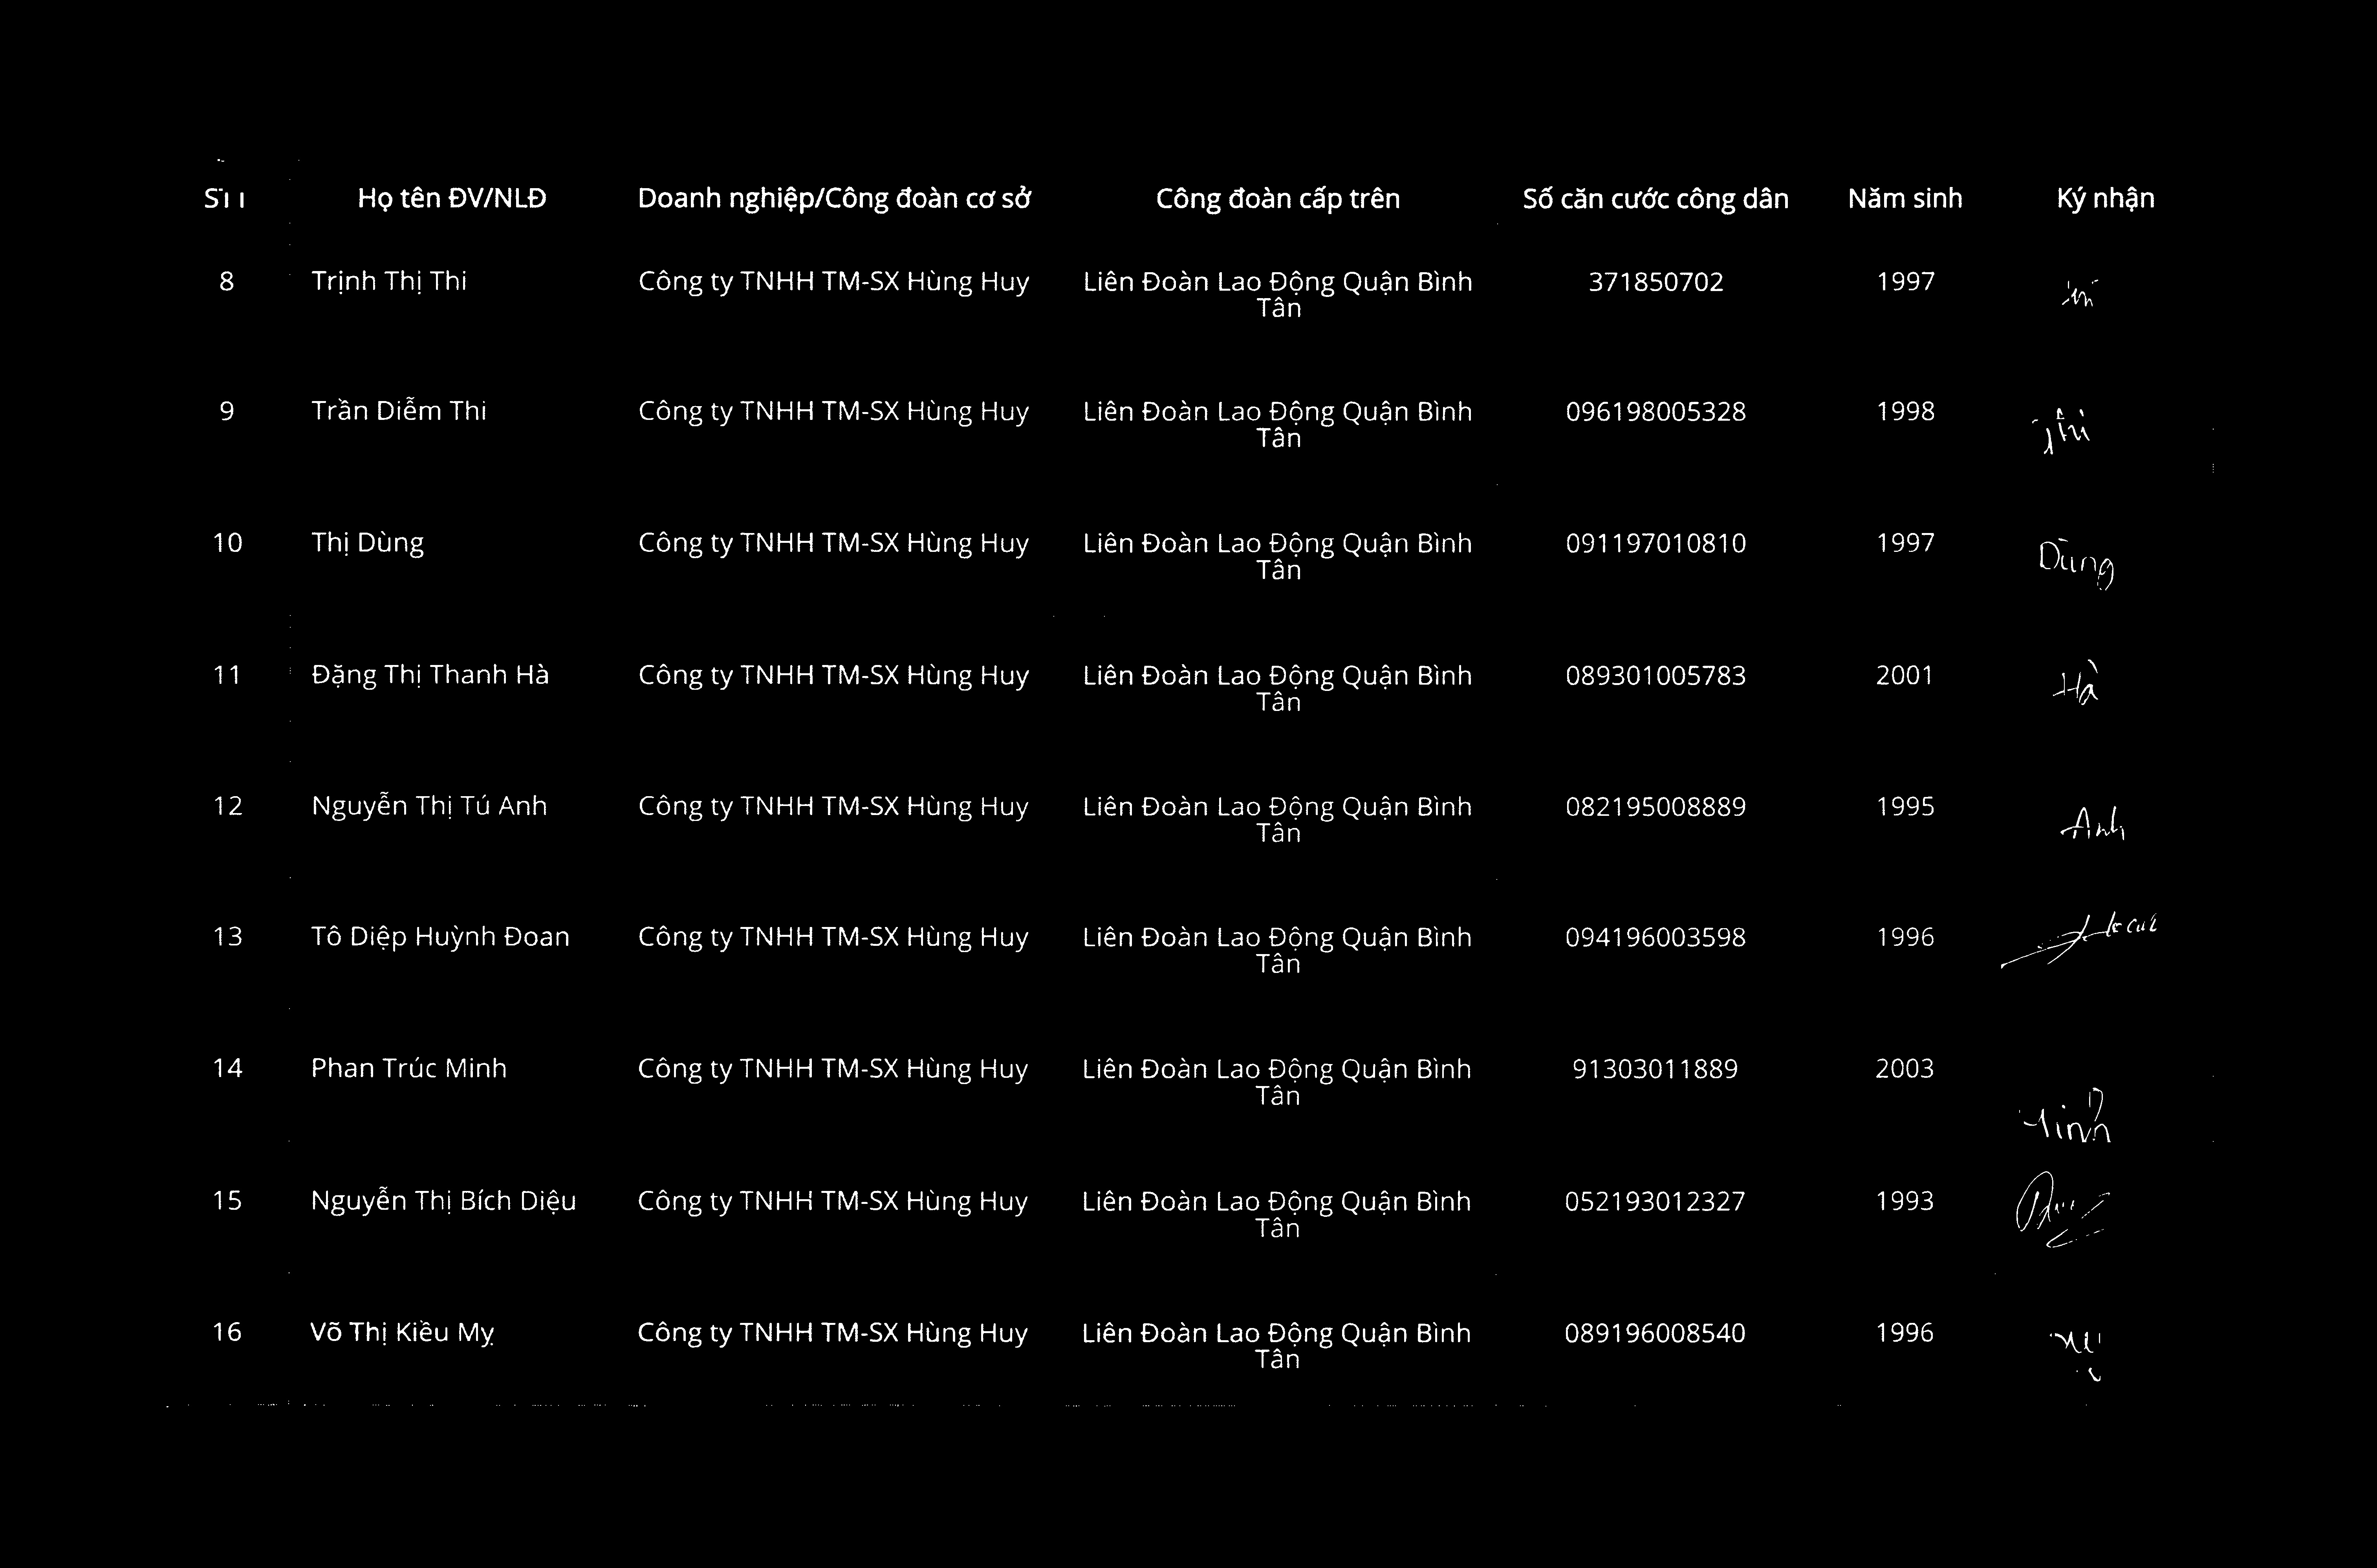 Họ tên ĐV/NLĐ Doanh nghiệp/Công đoàn cơ sở Công đoàn cấp trên Số căn cước công dân Năm sinh Ký nhận
8 Trịnh Thị Thi Công ty TNHH TM-SX Hùng Huy Liên Đoàn Lao Động Quận Bình 371850702 1997
Tân
9 Trần Diễm Thi Công ty TNHH TM-SX Hùng Huy Liên Đoàn Lao Động Quận Bình 096198005328 1998
Tân
10 Thị Dùng Công ty TNHH TM-SX Hùng Huy Liên Đoàn Lao Động Quận Bình 091197010810 1997 Dùng
Tân
11 Đặng Thị Thanh Hà Công ty TNHH TM-SX Hùng Huy Liên Đoàn Lao Động Quận Bình 089301005783 2001 Hà
Tân
12 Nguyễn Thị Tú Anh Công ty TNHH TM-SX Hùng Huy Liên Đoàn Lao Động Quận Bình 082195008889 1995 Anh
Tân
13 Tô Diệp Huỳnh Đoan Công ty TNHH TM-SX Hùng Huy Liên Đoàn Lao Động Quận Bình 094196003598 1996
Tân
14 Phan Trúc Minh Công ty TNHH TM-SX Hùng Huy Liên Đoàn Lao Động Quận Bình 91303011889 2003
Tân
15 Nguyễn Thị Bích Diệu Công ty TNHH TM-SX Hùng Huy Liên Đoàn Lao Động Quận Bình 052193012327 1993
Tân
16 Võ Thị Kiều Mỵ Công ty TNHH TM-SX Hùng Huy Liên Đoàn Lao Động Quận Bình 089196008540 1996
Tân